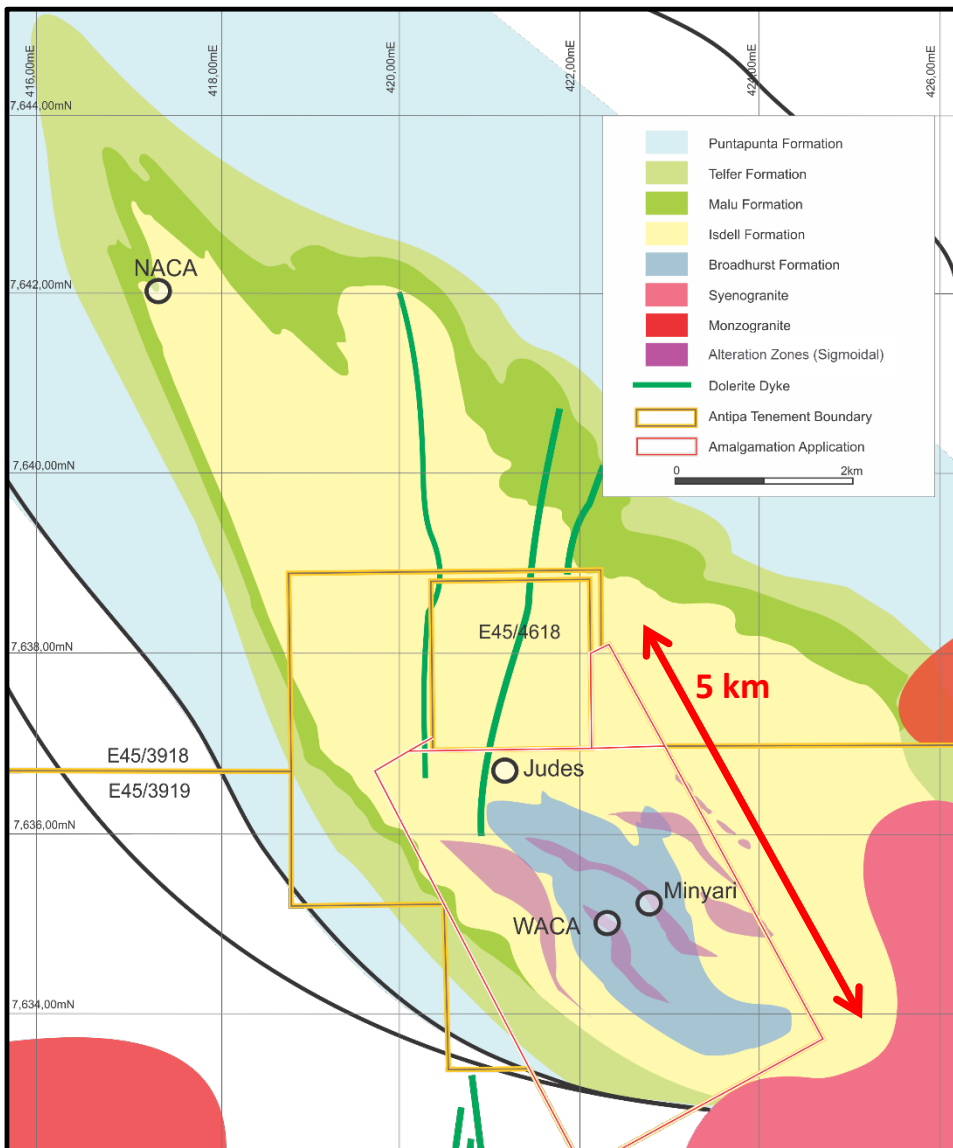 416,00mE
418,00mE
420,00mE
422,00mE
424,00mE
426,00mE
7,644,00mN
Puntapunta Formation
Telfer Formation
Malu Formation
Isdell Formation
Broadhurst Formation
Syenogranite
Monzogranite
Alteration Zones (Sigmoidal)
Dolerite Dyke
Antipa Tenement Boundary
Amalgamation Application
0 2km
NACA
7,642,00mN
7,640,00mN
E45/4618
7,638,00mN
5 km
E45/3918
E45/3919
Judes
7,636,00mN
Minyari
WACA
7,634,00mN